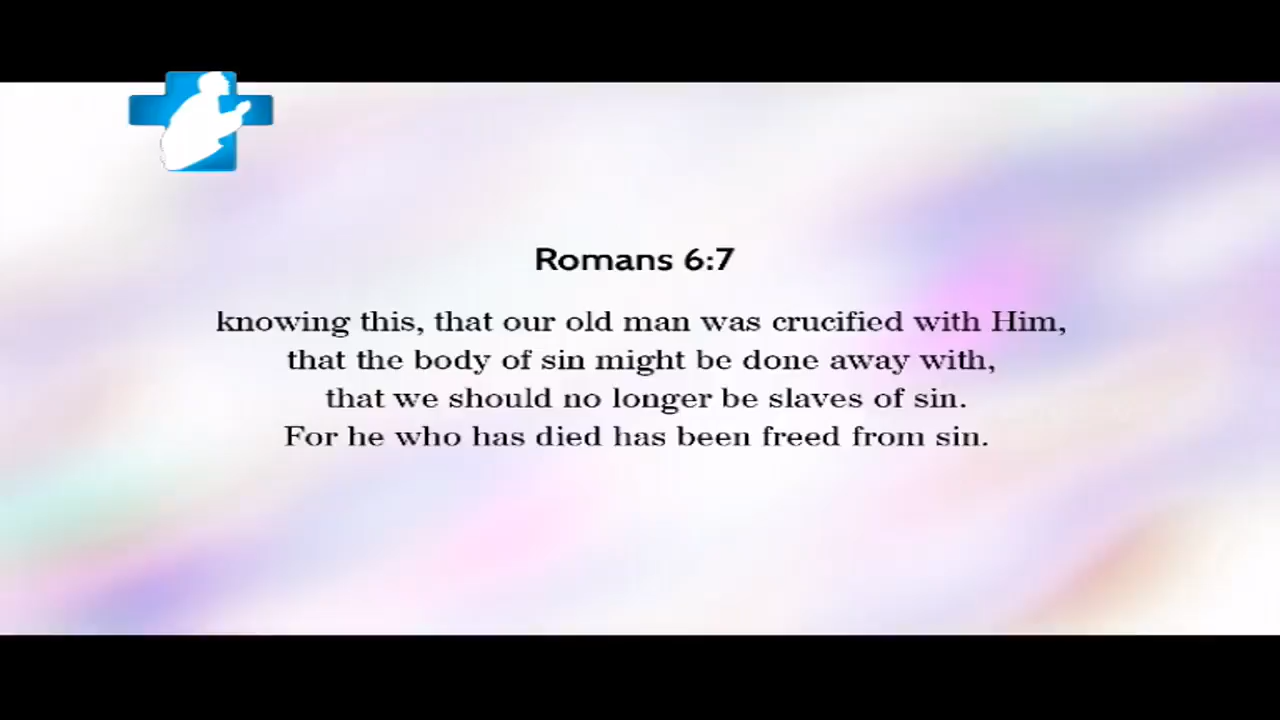 Romans 6:7
knowing this, that our old man was crucified with Him,
that the body of sin might be done away with,
that we should no longer be slaves of sin.
For he who has died has been freed from sin.